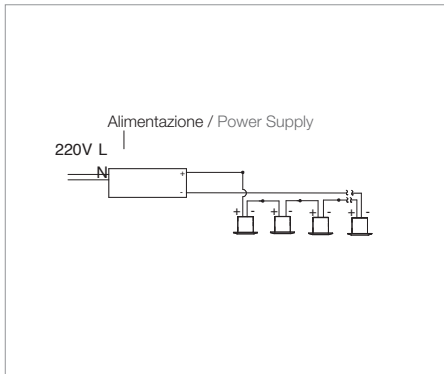 Alimentazione / Power Supply
220V L
N
+
-
+ - + - + - + -